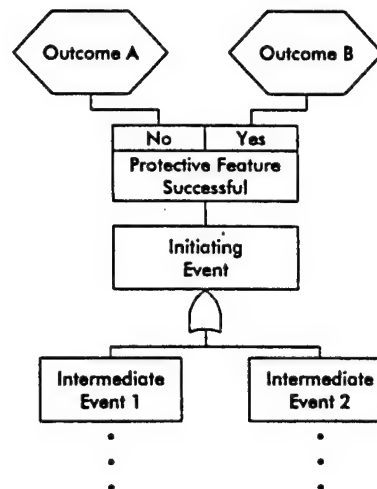 Outcome A
Outcome B
No
Yes
Protective Feature
Successful
Initiating
Event
Intermediate
Event 1
Intermediate
Event 2